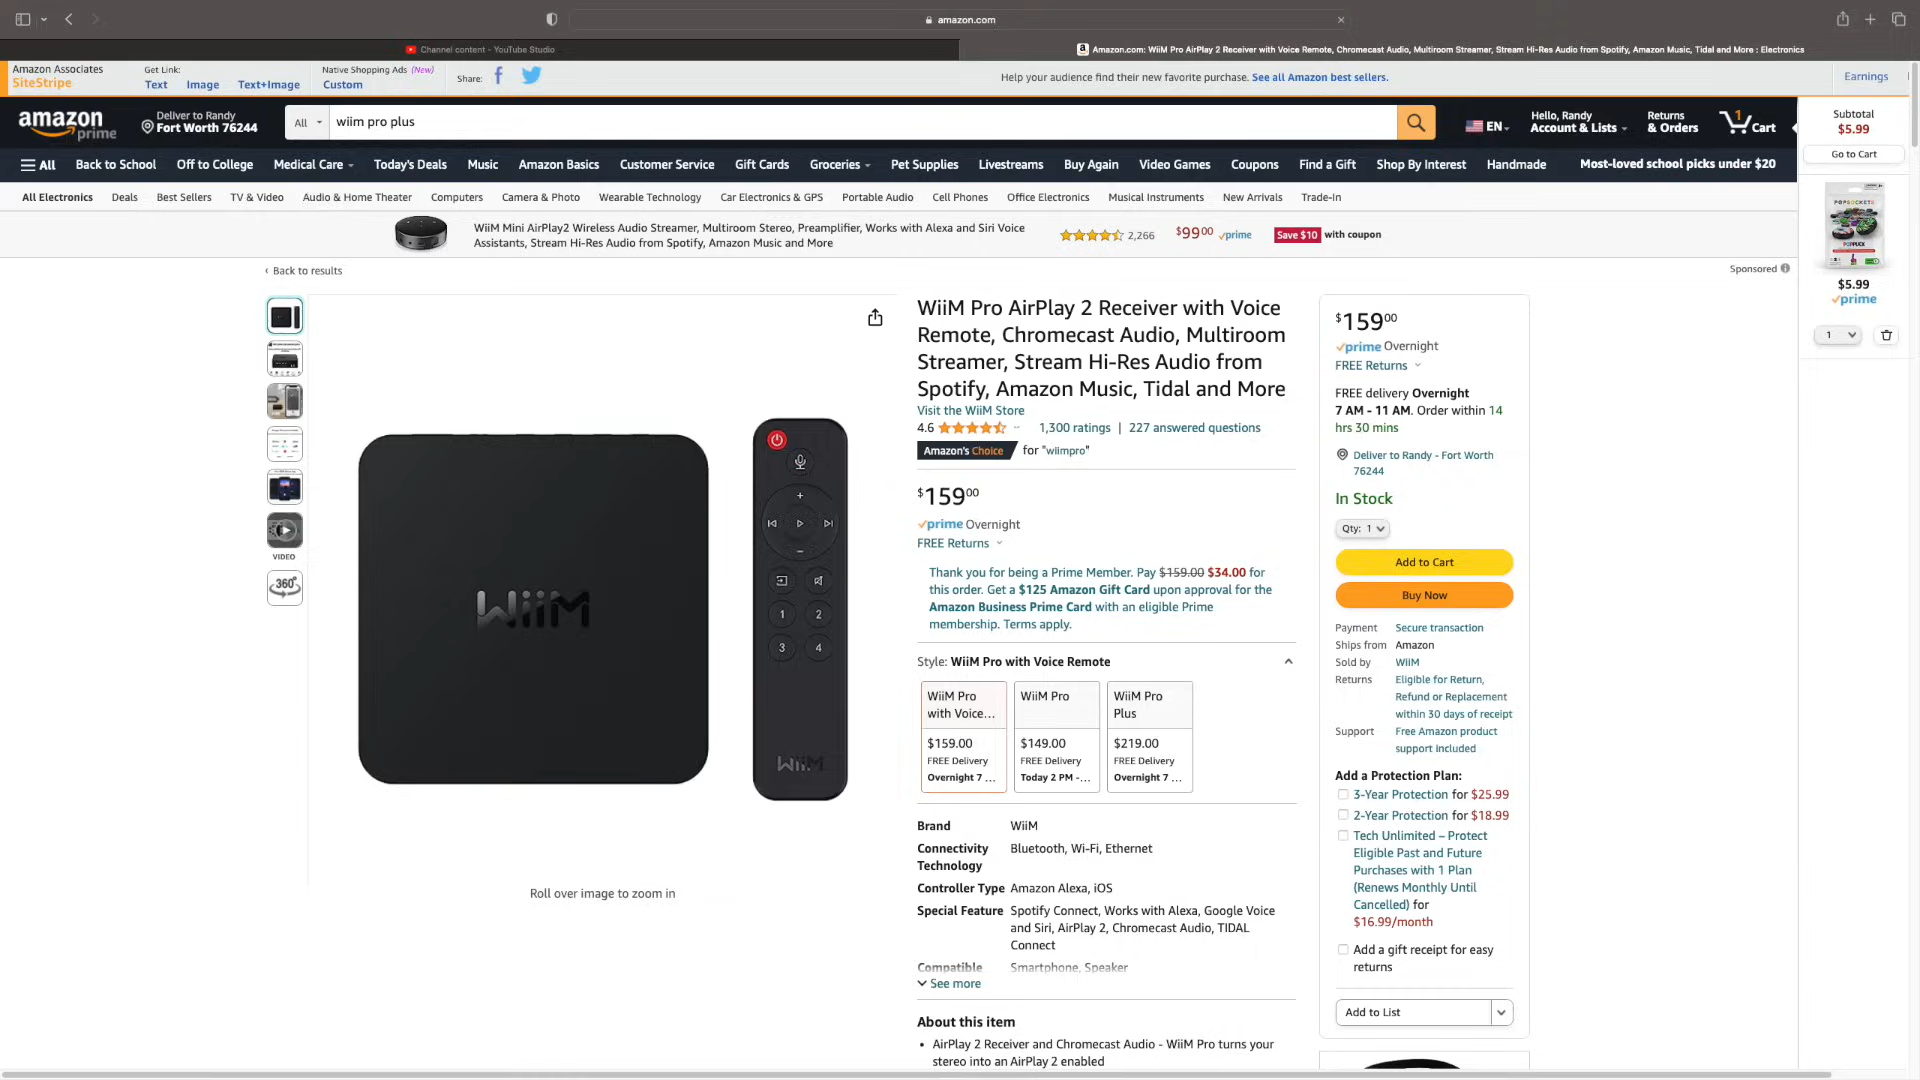 amazon.com
Channel content - YouTube Studio
Amazon.com: WiiM Pro AirPlay 2 Receiver with Voice Remote, Chromecast Audio, Multiroom Streamer, Stream Hi-Res Audio from Spotify, Amazon Music, Tidal and More : Electronics
Amazon Associates
SiteStripe
Get Link:
Text Image Text+Image
Native Shopping Ads (New)
Custom
Share:
Help your audience find their new favorite purchase. See all Amazon best sellers.
Earnings
amazon
prime
Deliver to Randy
Fort Worth 76244
All
wiim pro plus
EN
Hello, Randy
Account & Lists
Returns
& Orders
1
Cart
Subtotal
$5.99
Go to Cart
All Back to School Off to College Medical Care Today's Deals Music Amazon Basics Customer Service Gift Cards Groceries Pet Supplies Livestreams Buy Again Video Games Coupons Find a Gift Shop By Interest Handmade
Most-loved school picks under $20
All Electronics Deals Best Sellers TV & Video Audio & Home Theater Computers Camera & Photo Wearable Technology Car Electronics & GPS Portable Audio Cell Phones Office Electronics Musical Instruments New Arrivals Trade-In
WiiM Mini AirPlay2 Wireless Audio Streamer, Multiroom Stereo, Preamplifier, Works with Alexa and Siri Voice
Assistants, Stream Hi-Res Audio from Spotify, Amazon Music and More
2,266
$9900
prime
Save $10 with coupon
POPSOCKETS
$5.99
prime
1
‹ Back to results
Sponsored
VIDEO
360°
WiiM
1 2
3 4
WiiM
Roll over image to zoom in
WiiM Pro AirPlay 2 Receiver with Voice
Remote, Chromecast Audio, Multiroom
Streamer, Stream Hi-Res Audio from
Spotify, Amazon Music, Tidal and More
Visit the WiiM Store
4.6 1,300 ratings | 227 answered questions
Amazon's Choice for "wiimpro"
$15900
prime Overnight
FREE Returns
Thank you for being a Prime Member. Pay $159.00 $34.00 for
this order. Get a $125 Amazon Gift Card upon approval for the
Amazon Business Prime Card with an eligible Prime
membership. Terms apply.
Style: WiiM Pro with Voice Remote
WiiM Pro
with Voice...
$159.00
FREE Delivery
Overnight 7 ...
WiiM Pro
$149.00
FREE Delivery
Today 2 PM -...
WiiM Pro
Plus
$219.00
FREE Delivery
Overnight 7 ...
Brand WiiM
Connectivity Bluetooth, Wi-Fi, Ethernet
Technology
Controller Type Amazon Alexa, iOS
Special Feature Spotify Connect, Works with Alexa, Google Voice
and Siri, AirPlay 2, Chromecast Audio, TIDAL
Connect
Compatible Smartphone, Speaker
See more
About this item
• AirPlay 2 Receiver and Chromecast Audio - WiiM Pro turns your
stereo into an AirPlay 2 enabled
$15900
prime Overnight
FREE Returns
FREE delivery Overnight
7 AM - 11 AM. Order within 14
hrs 30 mins
Deliver to Randy - Fort Worth
76244
In Stock
Qty: 1
Add to Cart
Buy Now
Payment Secure transaction
Ships from Amazon
Sold by WiiM
Returns Eligible for Return,
Refund or Replacement
within 30 days of receipt
Support Free Amazon product
support included
Add a Protection Plan:
3-Year Protection for $25.99
2-Year Protection for $18.99
Tech Unlimited – Protect
Eligible Past and Future
Purchases with 1 Plan
(Renews Monthly Until
Cancelled) for
$16.99/month
Add a gift receipt for easy
returns
Add to List